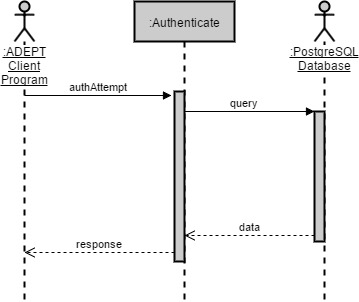 :ADEPT
Client
Program
:Authenticate
:PostgreSQL
Database
authAttempt
query
data
response